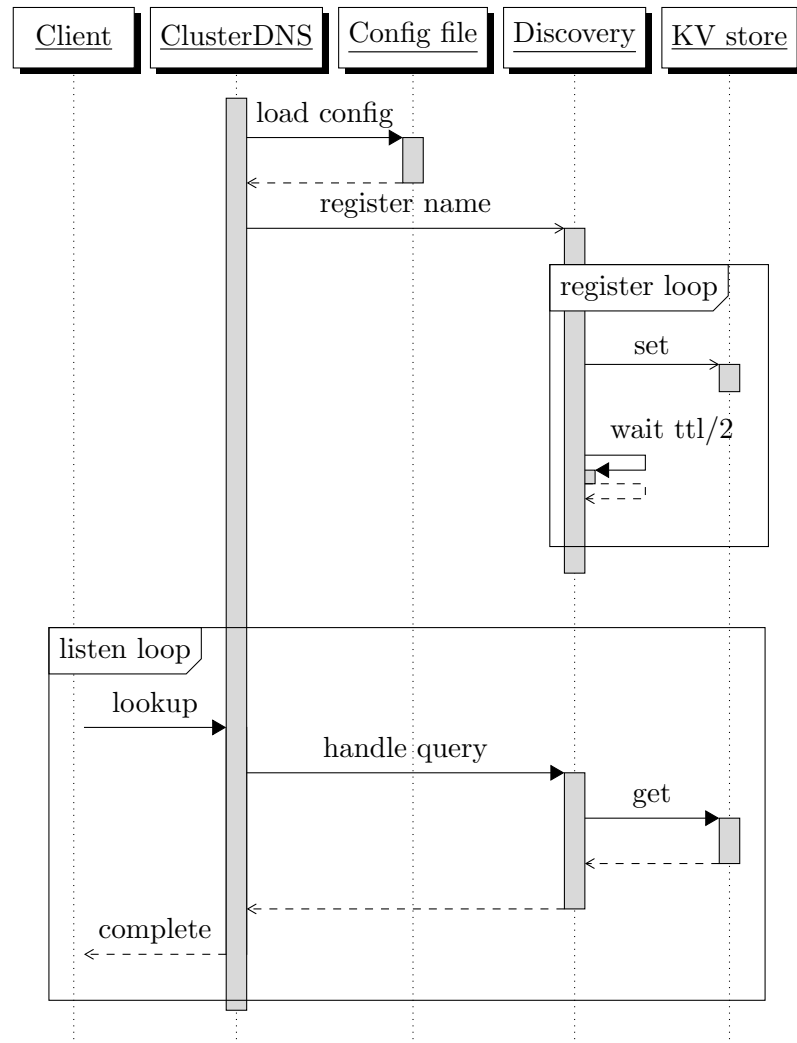 Client
ClusterDNS
Config file
Discovery
KV store
load config
register name
register loop
set
wait ttl/2
listen loop
lookup
handle query
get
complete